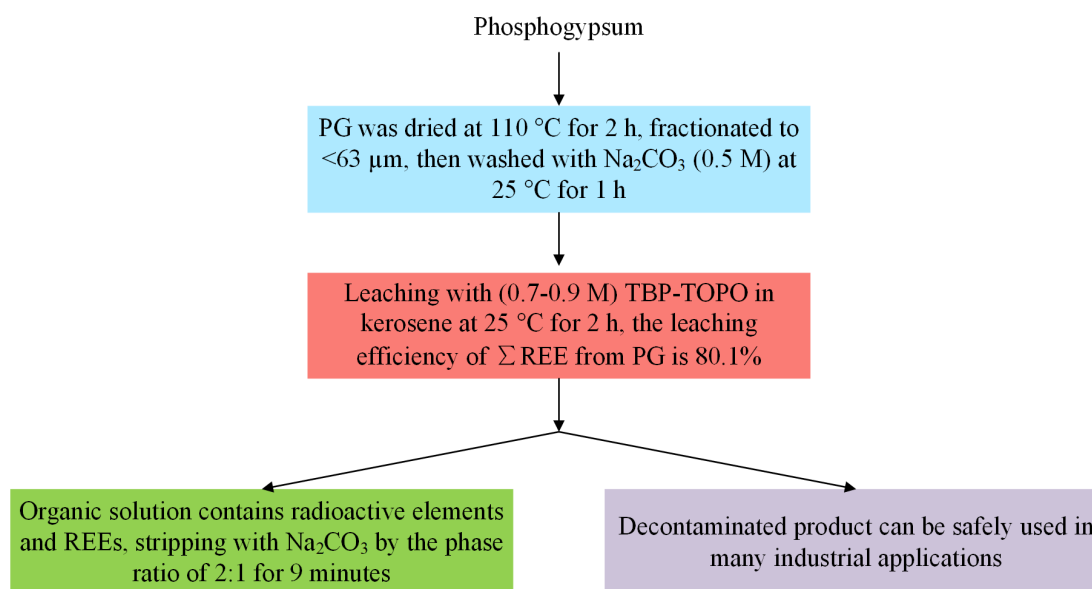 Phosphogypsum
PG was dried at 110 °C for 2 h, fractionated to
<63 μm, then washed with Na₂CO₃ (0.5 M) at
25 °C for 1 h
Leaching with (0.7-0.9 M) TBP-TOPO in
kerosene at 25 °C for 2 h, the leaching
efficiency of ∑REE from PG is 80.1%
Organic solution contains radioactive elements
and REEs, stripping with Na₂CO₃ by the phase
ratio of 2:1 for 9 minutes
Decontaminated product can be safely used in
many industrial applications